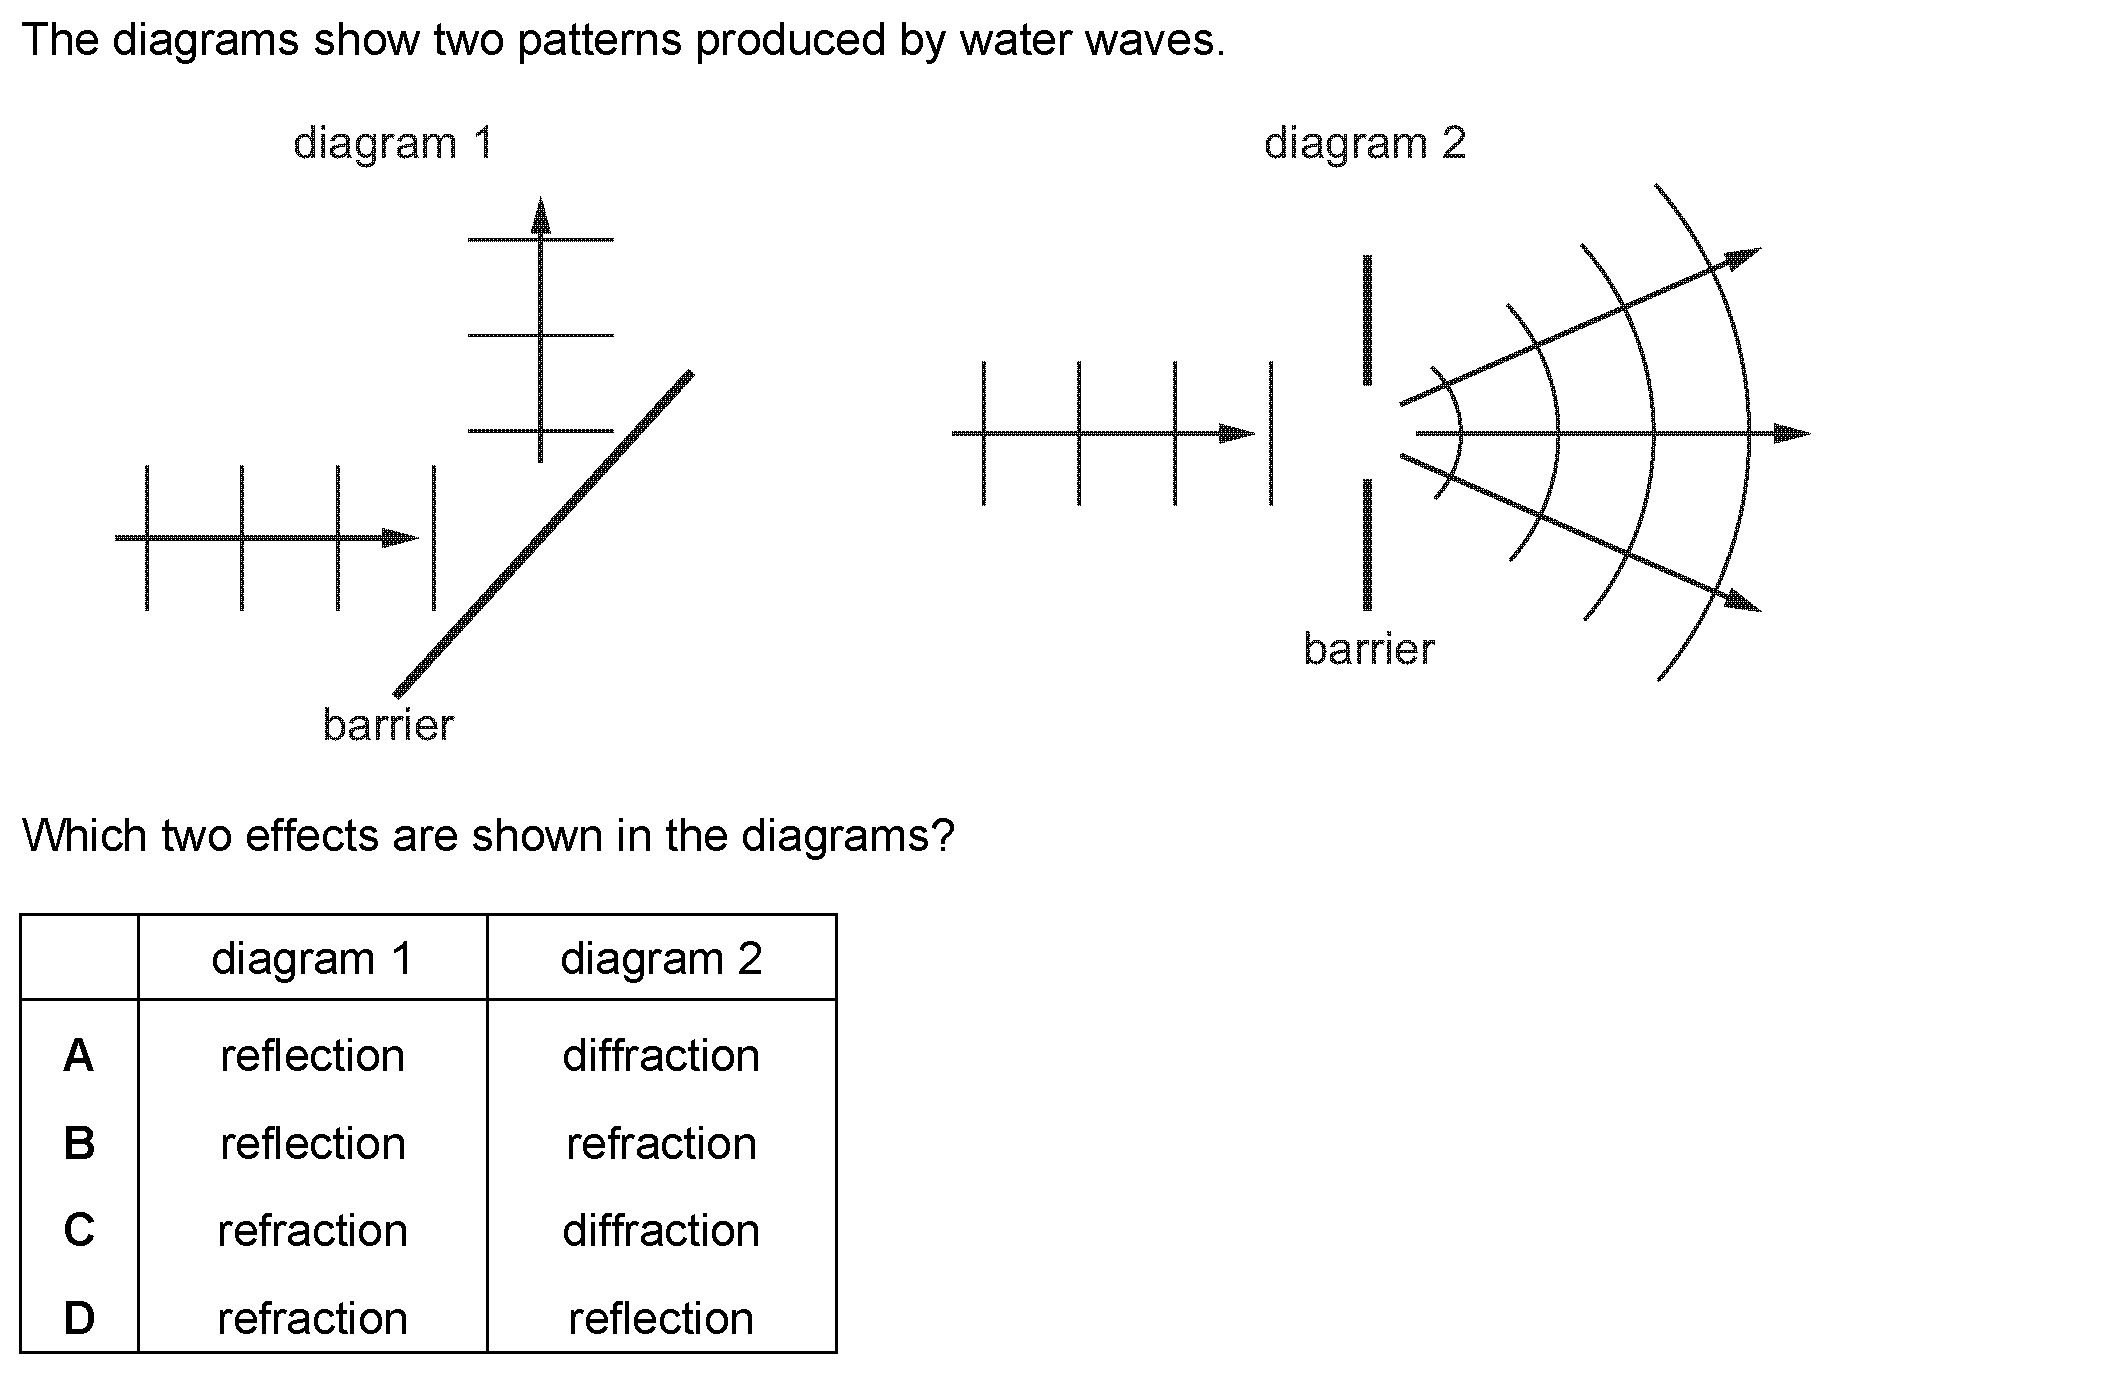 The diagrams show two patterns produced by water waves.
diagram 1
diagram 2
barrier
barrier
Which two effects are shown in the diagrams?
diagram 1 diagram 2
A reflection diffraction
B reflection refraction
C refraction diffraction
D refraction reflection